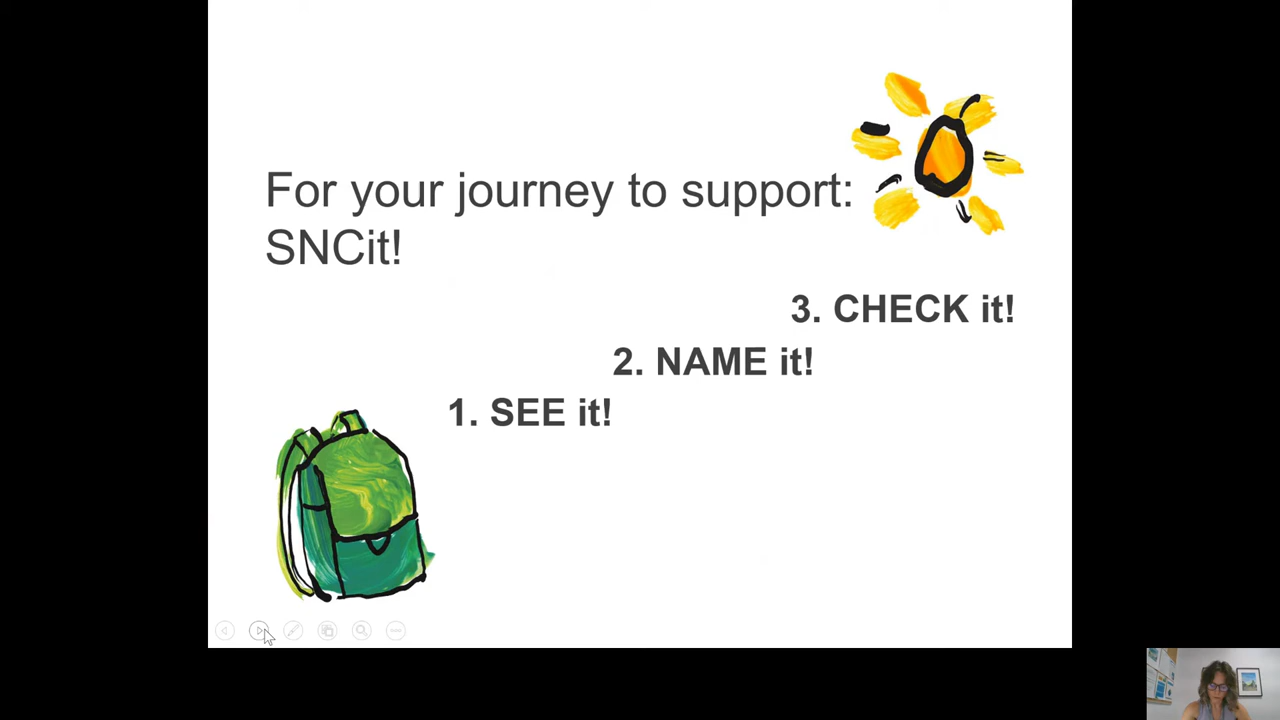 For your journey to support:
SNCit!
3. CHECK it!
2. NAME it!
1. SEE it!